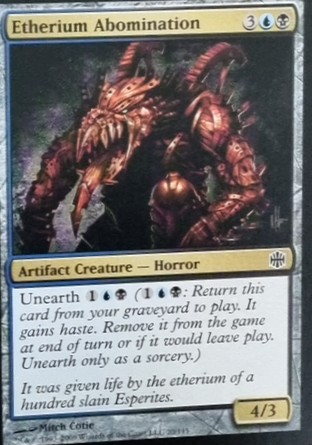 Etherium Abomination 3
Artifact Creature — Horror
Unearth 1 (1 : Return this
card from your graveyard to play. It
gains haste. Remove it from the game
at end of turn or if it would leave play.
Unearth only as a sorcery.)
It was given life by the etherium of a
hundred slain Esperites.
Mitch Cotie
4/3